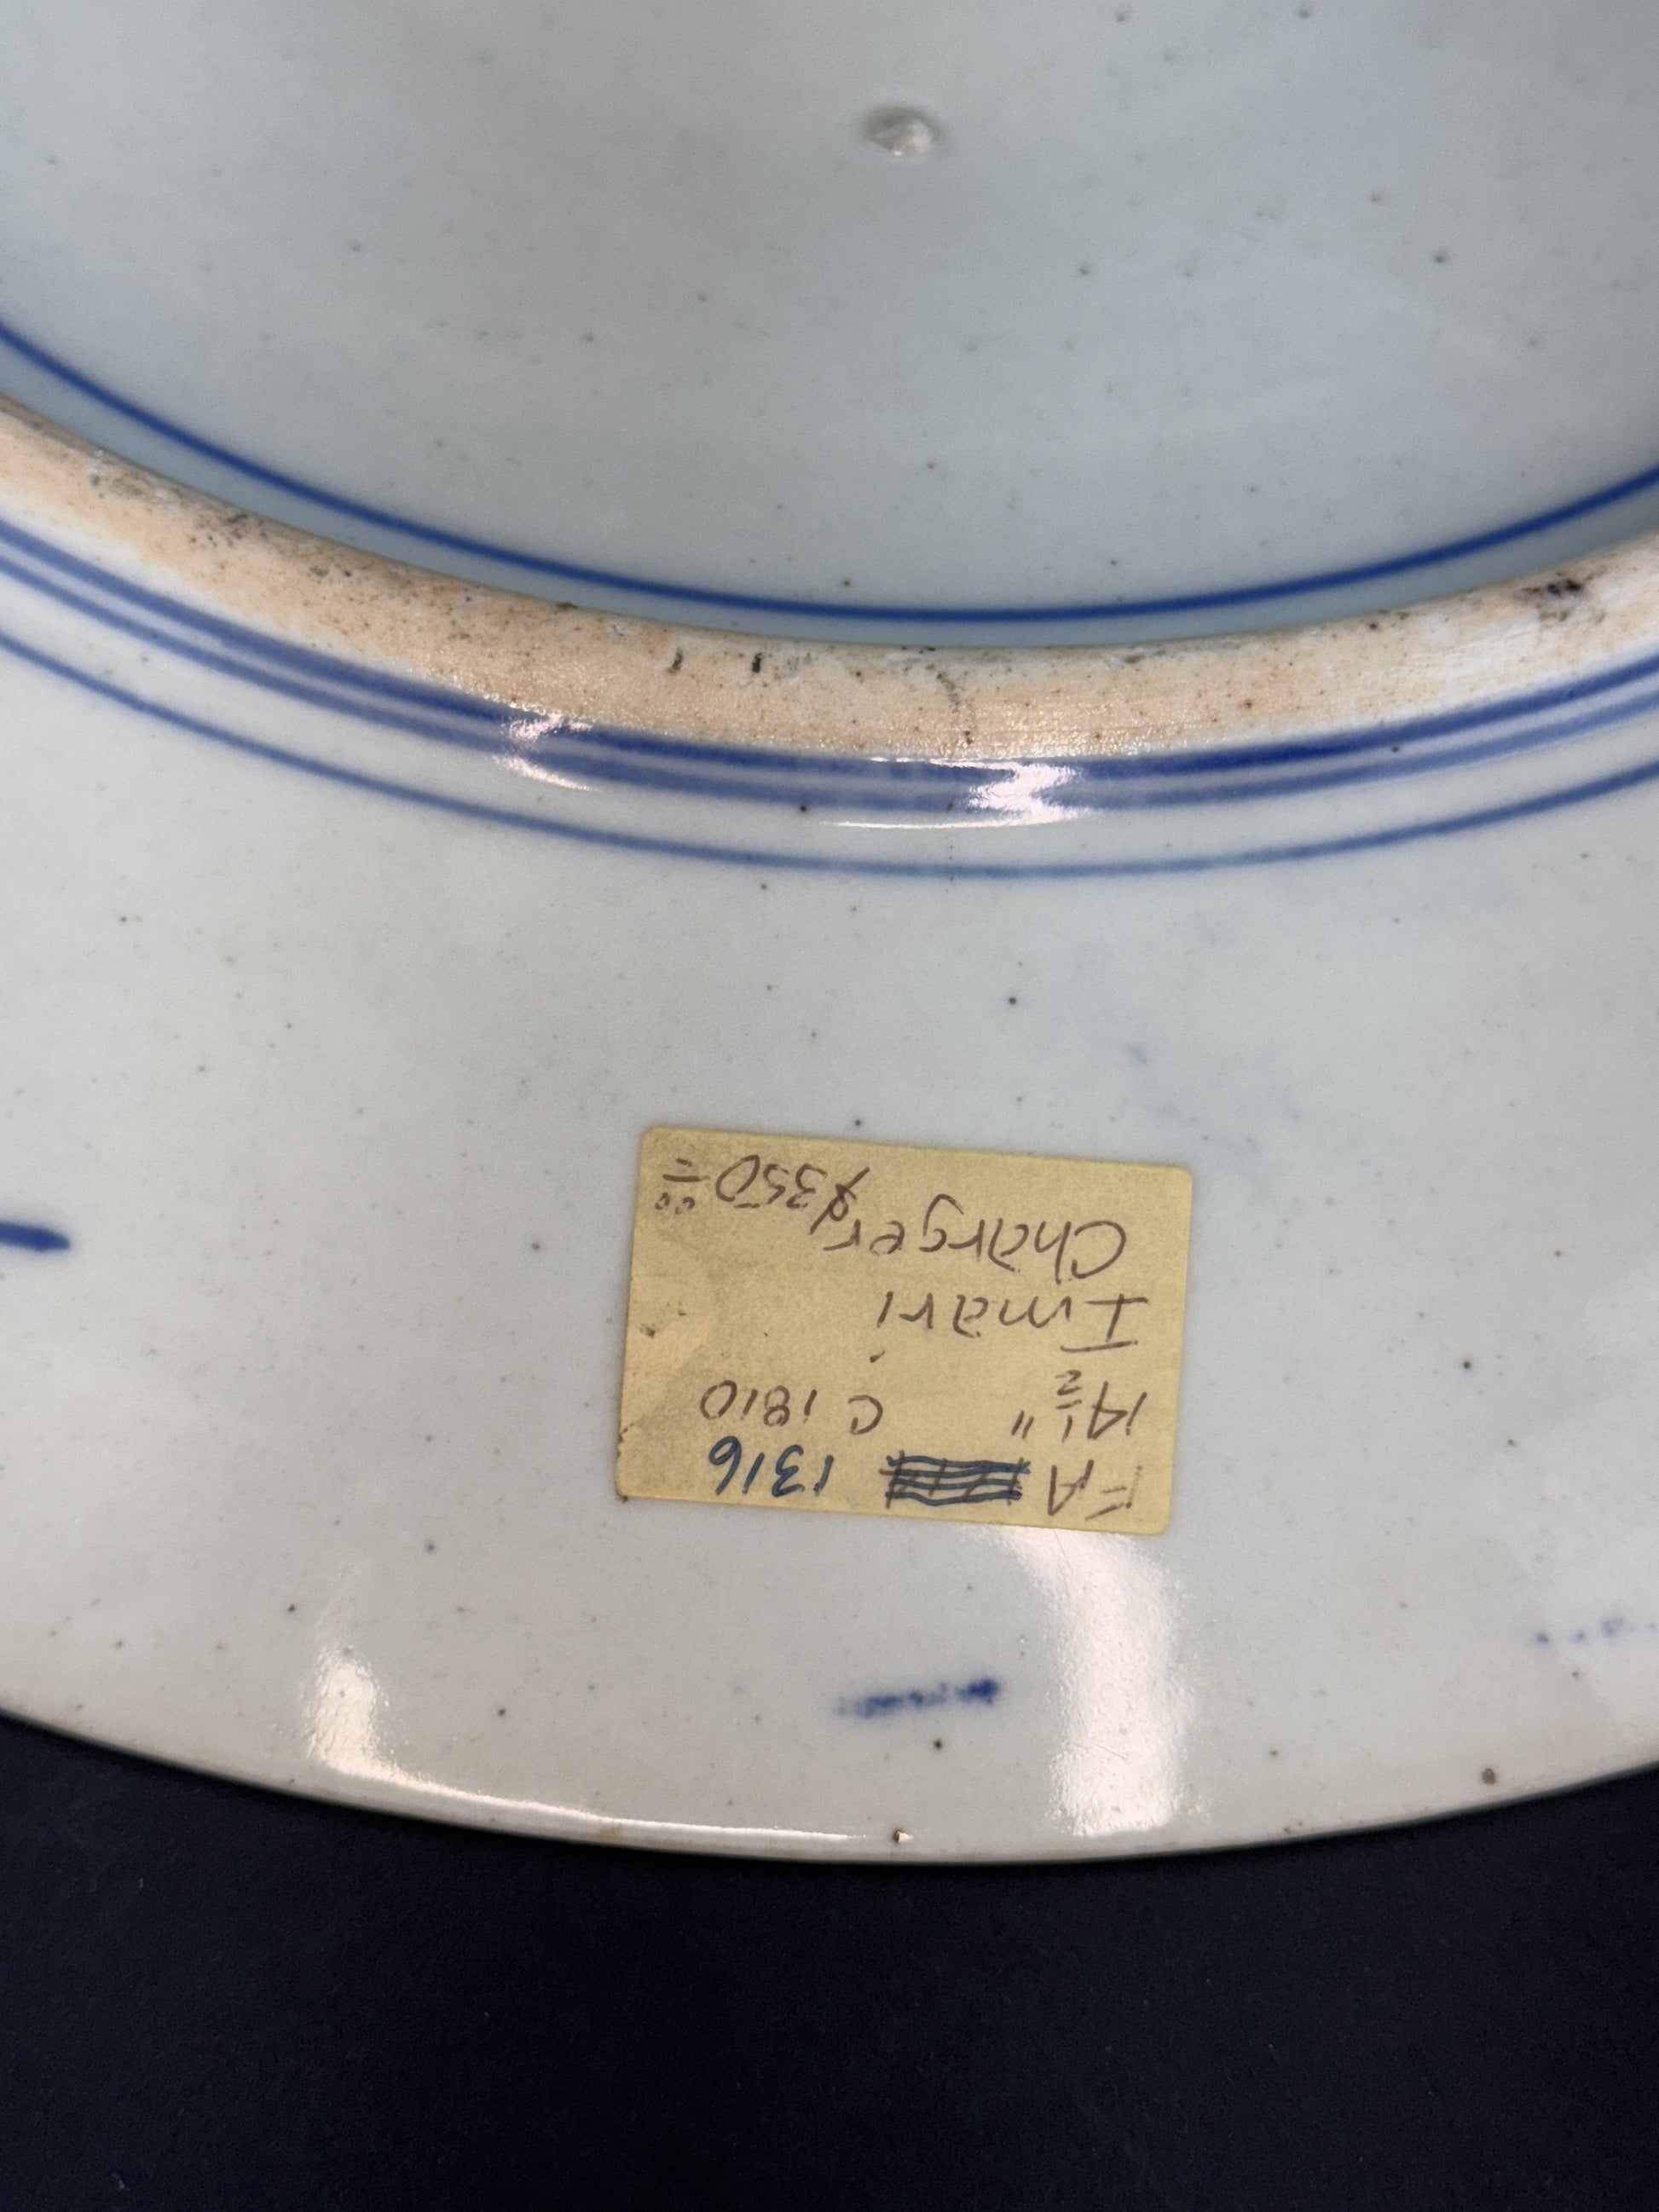 FA 1316
14½" C 1810
Imari
Charger
$350.00